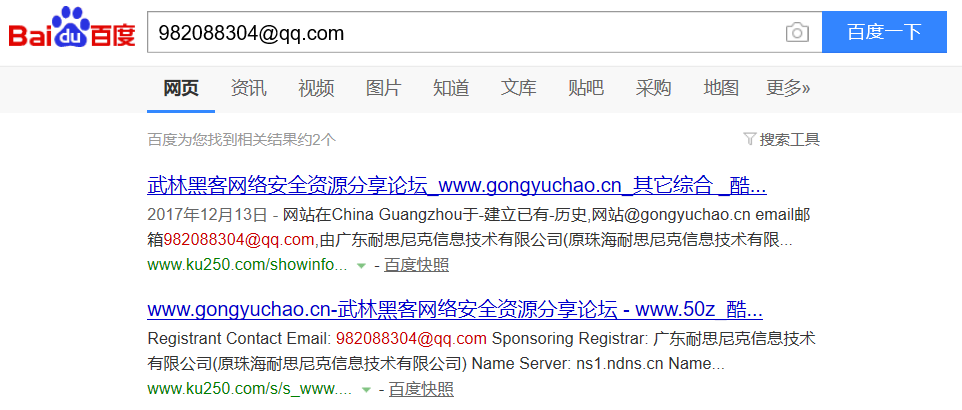 Bai du 百度 982088304@qq.com 百度一下
网页 资讯 视频 图片 知道 文库 贴吧 采购 地图 更多»
百度为您找到相关结果约2个 搜索工具
武林黑客网络安全资源分享论坛_www.gongyuchao.cn_其它综合 _酷...
2017年12月13日 - 网站在China Guangzhou于-建立已有-历史,网站@gongyuchao.cn email邮
箱982088304@qq.com,由广东耐思尼克信息技术有限公司(原珠海耐思尼克信息技术有限...
www.ku250.com/showinfo... - 百度快照
www.gongyuchao.cn-武林黑客网络安全资源分享论坛 - www.50z_酷...
Registrant Contact Email: 982088304@qq.com Sponsoring Registrar: 广东耐思尼克信息技术
有限公司(原珠海耐思尼克信息技术有限公司) Name Server: ns1.ndns.cn Name...
www.ku250.com/s/s_www.... - 百度快照